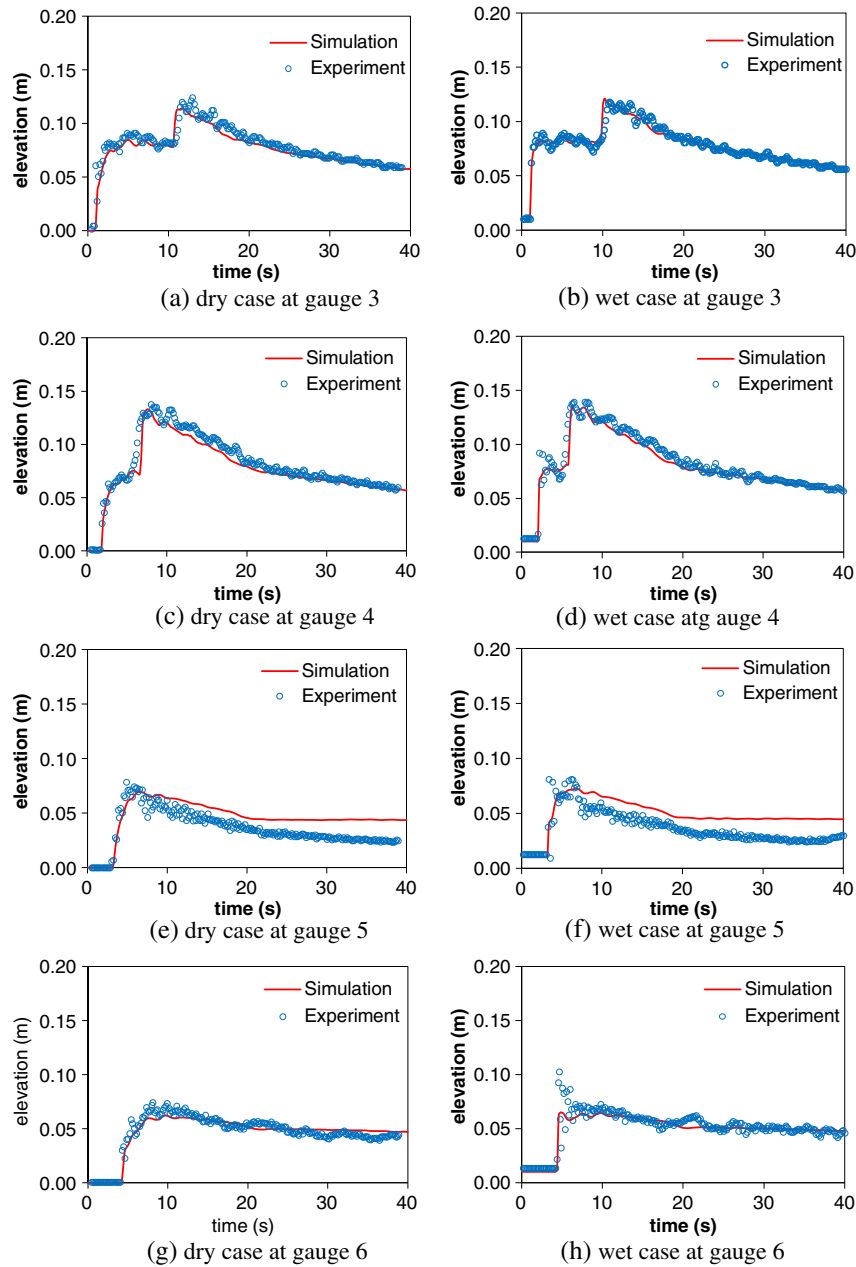 0.20
Simulation
Experiment
0.15
0.10
0.05
0.00
elevation (m)
0 10 20 30 40
time (s)
(a) dry case at gauge 3
0.20
Simulation
Experiment
0.15
0.10
0.05
0.00
elevation (m)
0 10 20 30 40
time (s)
(b) wet case at gauge 3
0.20
Simulation
Experiment
0.15
0.10
0.05
0.00
elevation (m)
0 10 20 30 40
time (s)
(c) dry case at gauge 4
0.20
Simulation
Experiment
0.15
0.10
0.05
0.00
elevation (m)
0 10 20 30 40
time (s)
(d) wet case atg auge 4
0.20
Simulation
Experiment
0.15
0.10
0.05
0.00
elevation (m)
0 10 20 30 40
time (s)
(e) dry case at gauge 5
0.20
Simulation
Experiment
0.15
0.10
0.05
0.00
elevation (m)
0 10 20 30 40
time (s)
(f) wet case at gauge 5
0.20
Simulation
Experiment
0.15
0.10
0.05
0.00
elevation (m)
0 10 20 30 40
time (s)
(g) dry case at gauge 6
0.20
Simulation
Experiment
0.15
0.10
0.05
0.00
elevation (m)
0 10 20 30 40
time (s)
(h) wet case at gauge 6